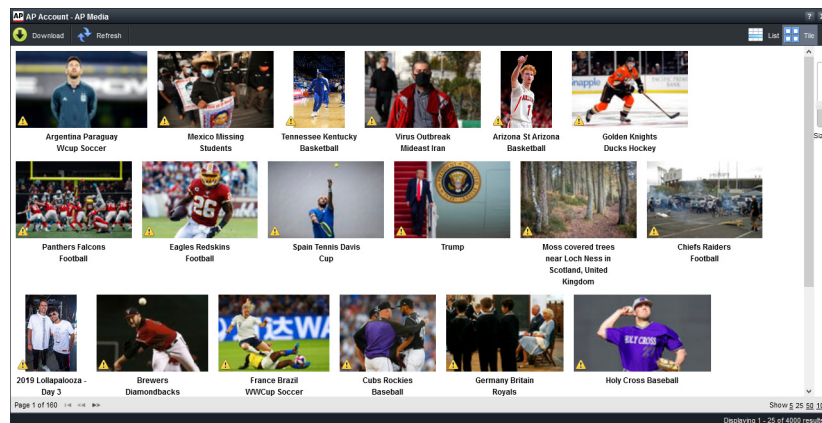 AP AP Account - AP Media ?
Download Refresh List Tile
Argentina Paraguay
Wcup Soccer
Mexico Missing
Students
Tennessee Kentucky
Basketball
Virus Outbreak
Mideast Iran
Arizona St Arizona
Basketball
Golden Knights
Ducks Hockey
Panthers Falcons
Football
Eagles Redskins
Football
Spain Tennis Davis
Cup
Trump
Moss covered trees
near Loch Ness in
Scotland, United
Kingdom
Chiefs Raiders
Football
2019 Lollapalooza -
Day 3
Brewers
Diamondbacks
France Brazil
WWCup Soccer
Cubs Rockies
Baseball
Germany Britain
Royals
HOLY CROSS
Holy Cross Baseball
Page 1 of 160
Show 5 25 50
Displaying 1 - 25 of 4000 results